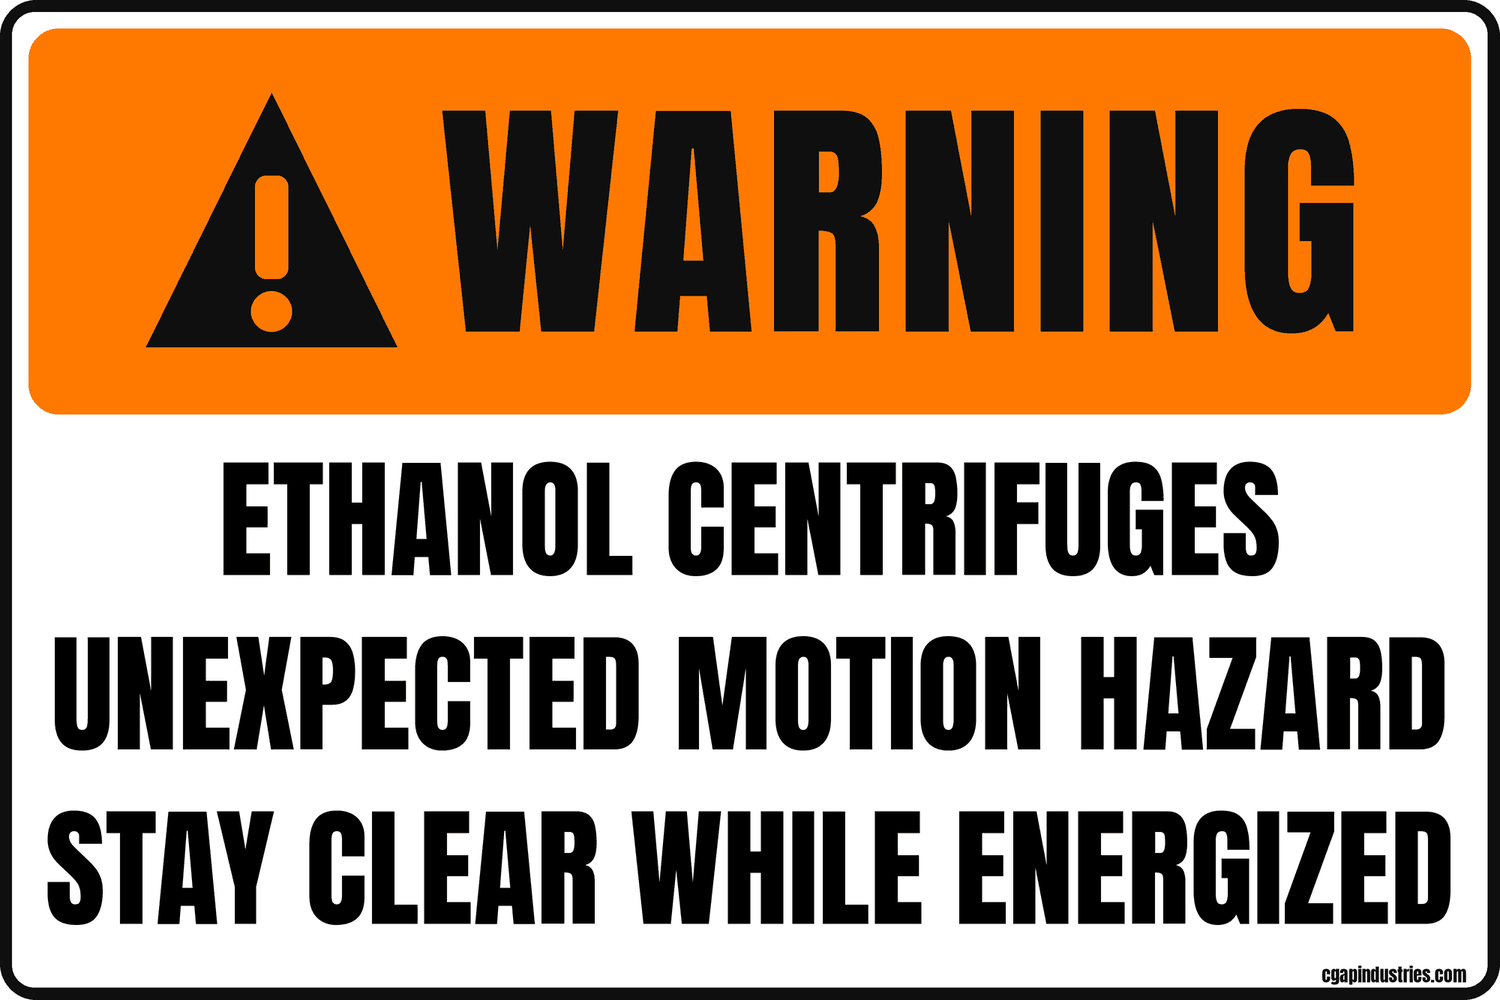 WARNING
ETHANOL CENTRIFUGES
UNEXPECTED MOTION HAZARD
STAY CLEAR WHILE ENERGIZED
cgapindustries.com